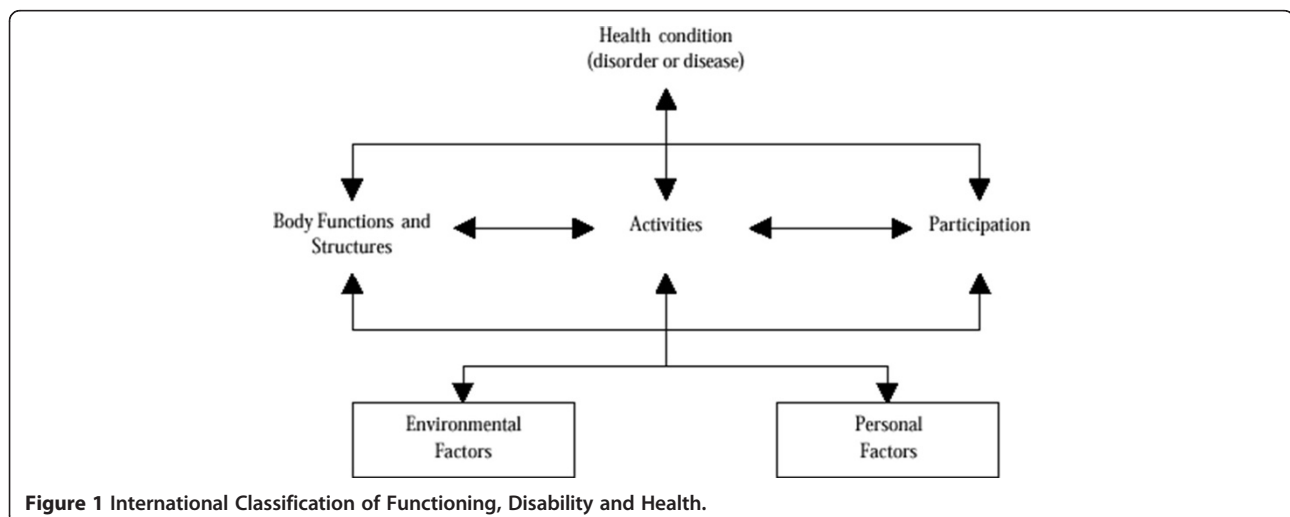 Health condition
(disorder or disease)
Body Functions and
Structures
Activities
Participation
Environmental
Factors
Personal
Factors
Figure 1 International Classification of Functioning, Disability and Health.